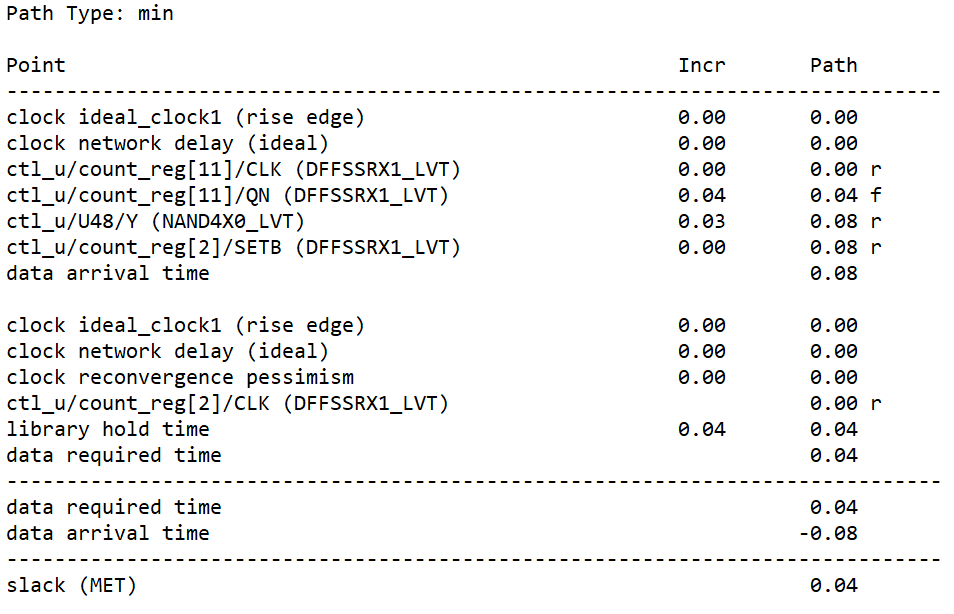 Path Type: min
Point Incr Path
--------------------------------------------------------------------------------
clock ideal_clock1 (rise edge) 0.00 0.00
clock network delay (ideal) 0.00 0.00
ctl_u/count_reg[11]/CLK (DFFSSRX1_LVT) 0.00 0.00 r
ctl_u/count_reg[11]/QN (DFFSSRX1_LVT) 0.04 0.04 f
ctl_u/U48/Y (NAND4X0_LVT) 0.03 0.08 r
ctl_u/count_reg[2]/SETB (DFFSSRX1_LVT) 0.00 0.08 r
data arrival time 0.08
clock ideal_clock1 (rise edge) 0.00 0.00
clock network delay (ideal) 0.00 0.00
clock reconvergence pessimism 0.00 0.00
ctl_u/count_reg[2]/CLK (DFFSSRX1_LVT) 0.00 r
library hold time 0.04 0.04
data required time 0.04
--------------------------------------------------------------------------------
data required time 0.04
data arrival time -0.08
--------------------------------------------------------------------------------
slack (MET) 0.04